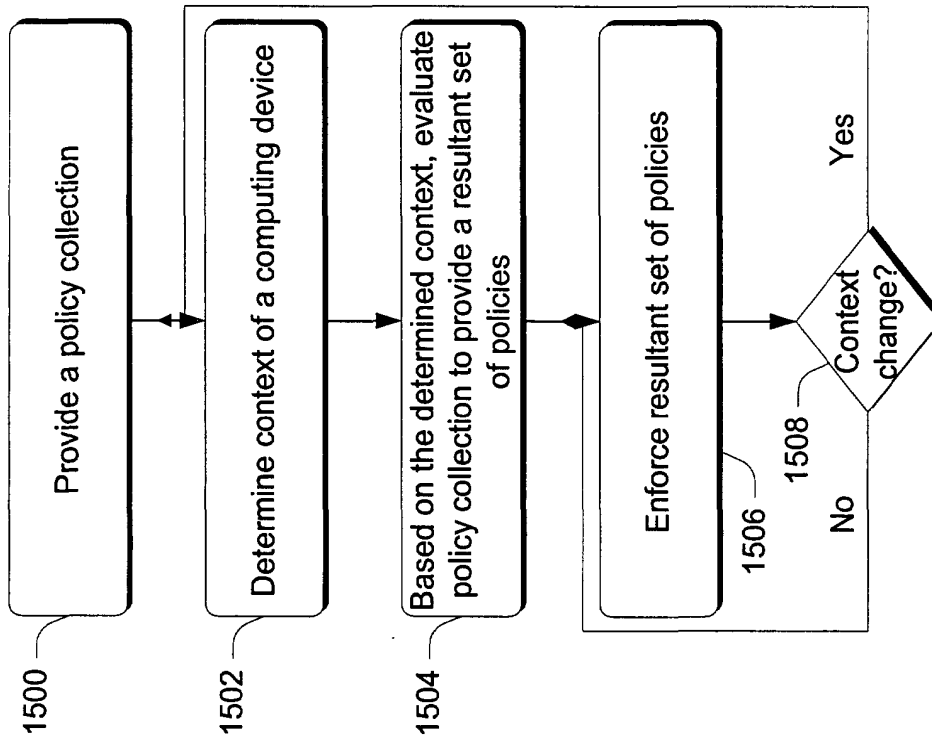 1500
Provide a policy collection
1502
Determine context of a computing device
1504
Based on the determined context, evaluate
policy collection to provide a resultant set
of policies
Enforce resultant set of policies
1506
1508
Context
change?
No
Yes